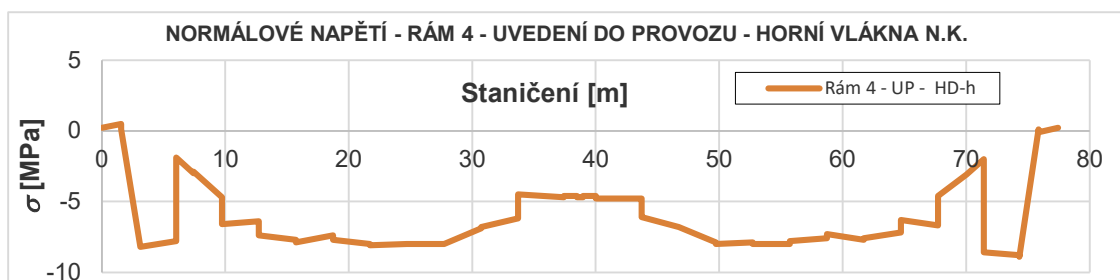 NORMÁLOVÉ NAPĚTÍ - RÁM 4 - UVEDENÍ DO PROVOZU - HORNÍ VLÁKNA N.K.
5
Staničení [m]
Rám 4 - UP - HD-h
0
0 10 20 30 40 50 60 70 80
σ [MPa]
-5
-10